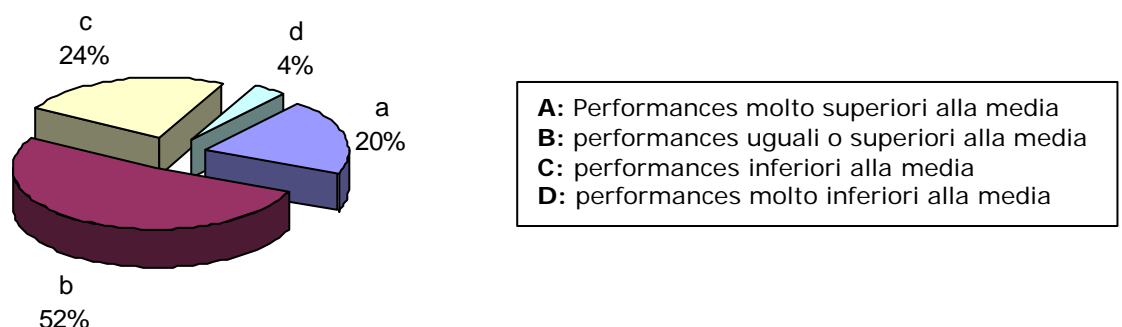 c
24%
d
4%
a
20%
b
52%
A: Performances molto superiori alla media
B: performances uguali o superiori alla media
C: performances inferiori alla media
D: performances molto inferiori alla media